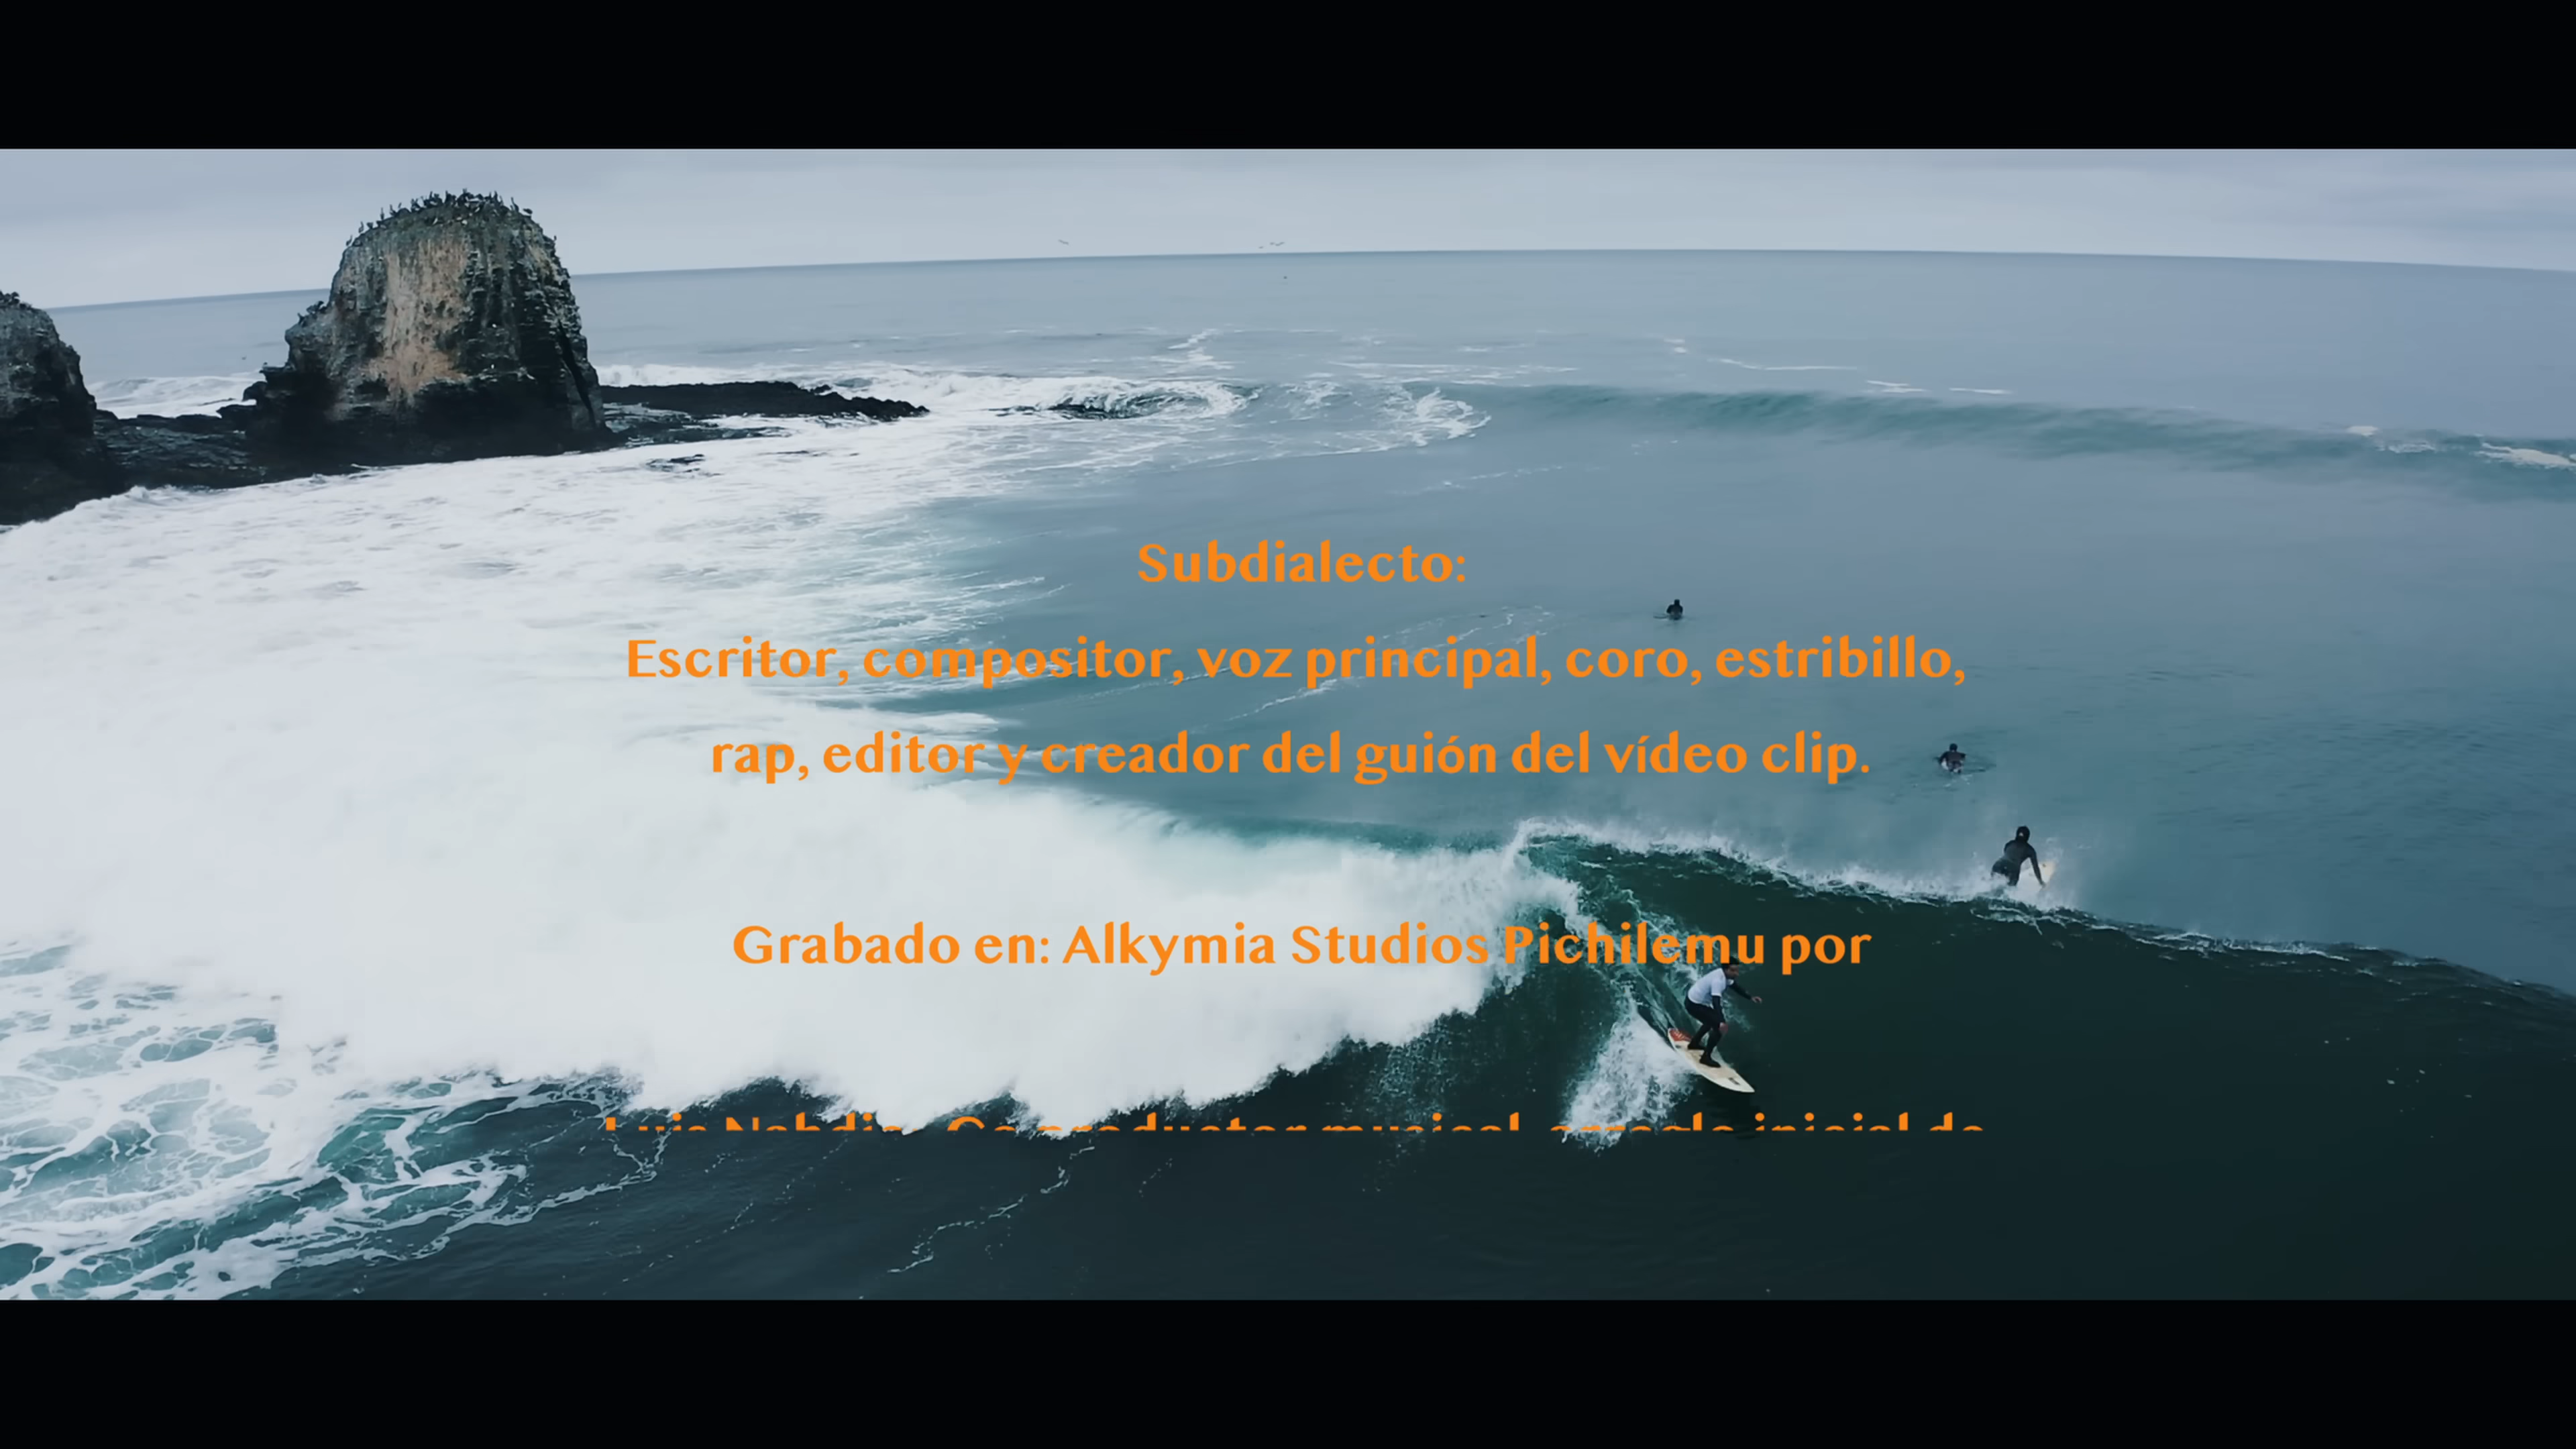 Subdialecto:
Escritor, compositor, voz principal, coro, estribillo,
rap, editor y creador del guión del vídeo clip.
Grabado en: Alkymia Studios Pichilemu por